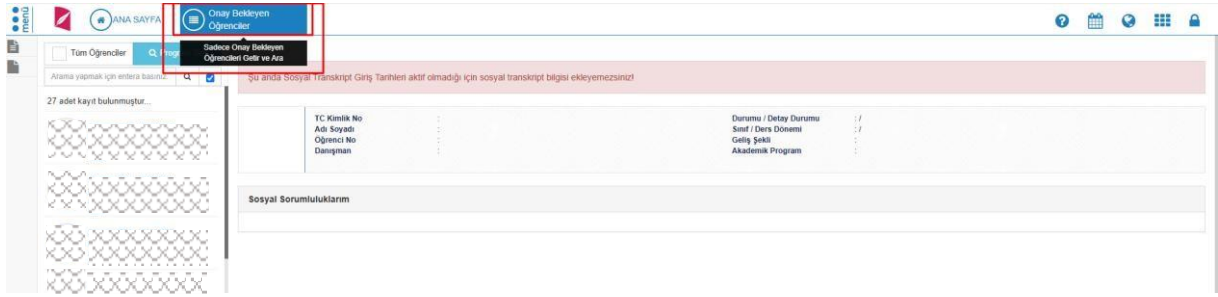 menü
ANA SAYFA
Onay Bekleyen
Öğrenciler
Sadece Onay Bekleyen
Öğrencileri Getir ve Ara
Tüm Öğrenciler
Arama yapmak için entera basınız.
27 adet kayıt bulunmuştur...
Şu anda Sosyal Transkript Giriş Tarihleri aktif olmadığı için sosyal transkript bilgisi ekleyemezsiniz!
TC Kimlik No :
Adı Soyadı :
Öğrenci No :
Danışman :
Durumu / Detay Durumu : /
Sınıf / Ders Dönemi : /
Geliş Şekli :
Akademik Program :
Sosyal Sorumluluklarım